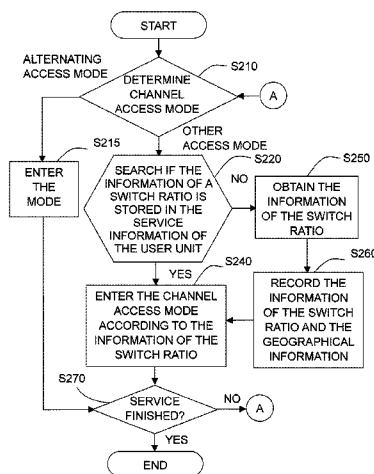 START
ALTERNATING
ACCESS MODE
S210
DETERMINE
CHANNEL
ACCESS MODE
A
S215
OTHER
ACCESS MODE
S220
S250
ENTER
THE
MODE
SEARCH IF THE
INFORMATION OF A
SWITCH RATIO IS
STORED IN THE
SERVICE
INFORMATION OF
THE USER UNIT
NO
OBTAIN THE
INFORMATION
OF THE SWITCH
RATIO
YES
S240
S260
ENTER THE CHANNEL
ACCESS MODE
ACCORDING TO THE
INFORMATION OF THE
SWITCH RATIO
RECORD THE
INFORMATION
OF THE SWITCH
RATIO AND THE
GEOGRAPHICAL
INFORMATION
S270
SERVICE
FINISHED?
NO
A
YES
END